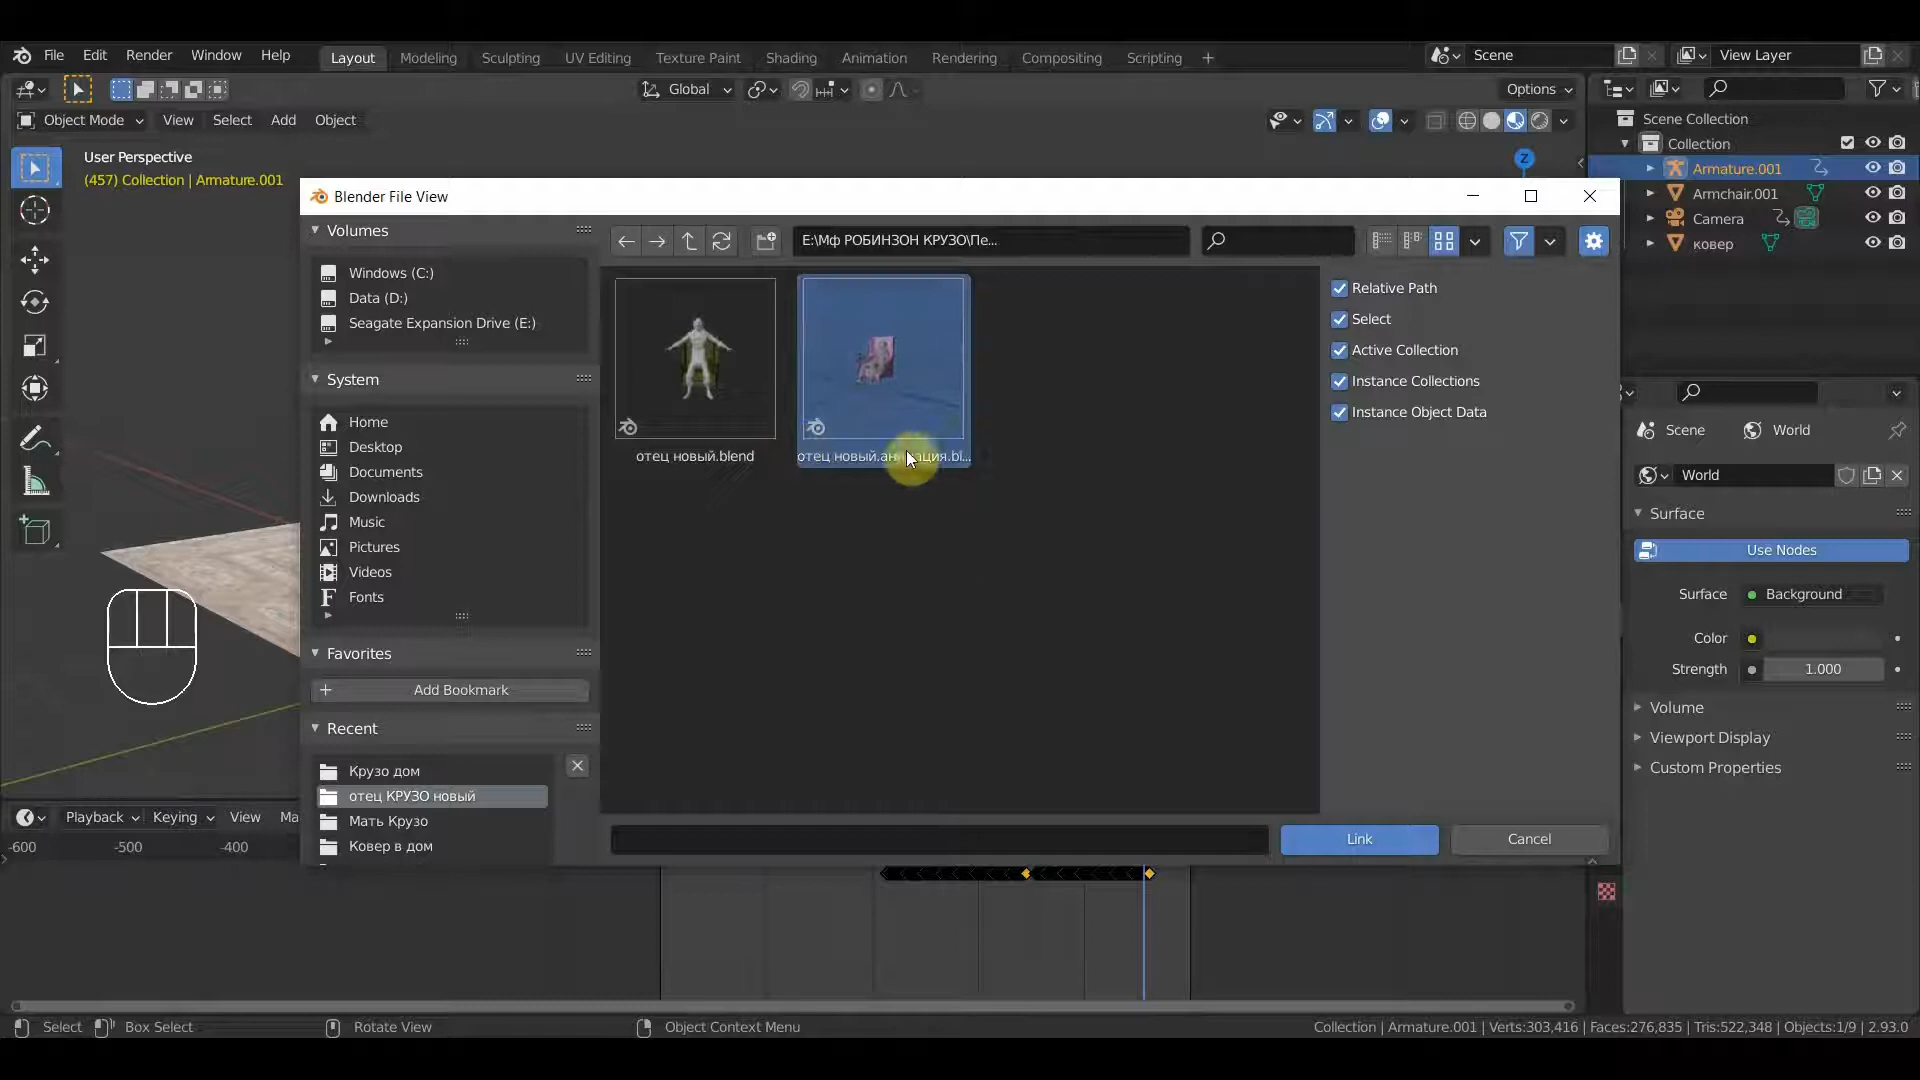 File Edit Render Window Help Layout Modeling Sculpting UV Editing Texture Paint Shading Animation Rendering Compositing Scripting + Scene View Layer
Global Options
Object Mode View Select Add Object
User Perspective
(457) Collection | Armature.001
Z
Scene Collection
Collection
Armature.001
Armchair.001
Camera
ковер
Blender File View
Volumes
Windows (C:)
Data (D:)
Seagate Expansion Drive (E:)
System
Home
Desktop
Documents
Downloads
Music
Pictures
Videos
Fonts
Favorites
Add Bookmark
Recent
Крузо дом
отец КРУЗО новый
Мать Крузо
Ковер в дом
E:\Мф РОБИНЗОН КРУЗО\Пе...
отец новый.blend
отец новый.анимация.bl...
Relative Path
Select
Active Collection
Instance Collections
Instance Object Data
Link Cancel
Scene World
World
Surface
Use Nodes
Surface Background
Color
Strength 1.000
Volume
Viewport Display
Custom Properties
Playback Keying View Ma
-600 -500 -400
Select Box Select Rotate View Object Context Menu
Collection | Armature.001 | Verts:303,416 | Faces:276,835 | Tris:522,348 | Objects:1/9 | 2.93.0